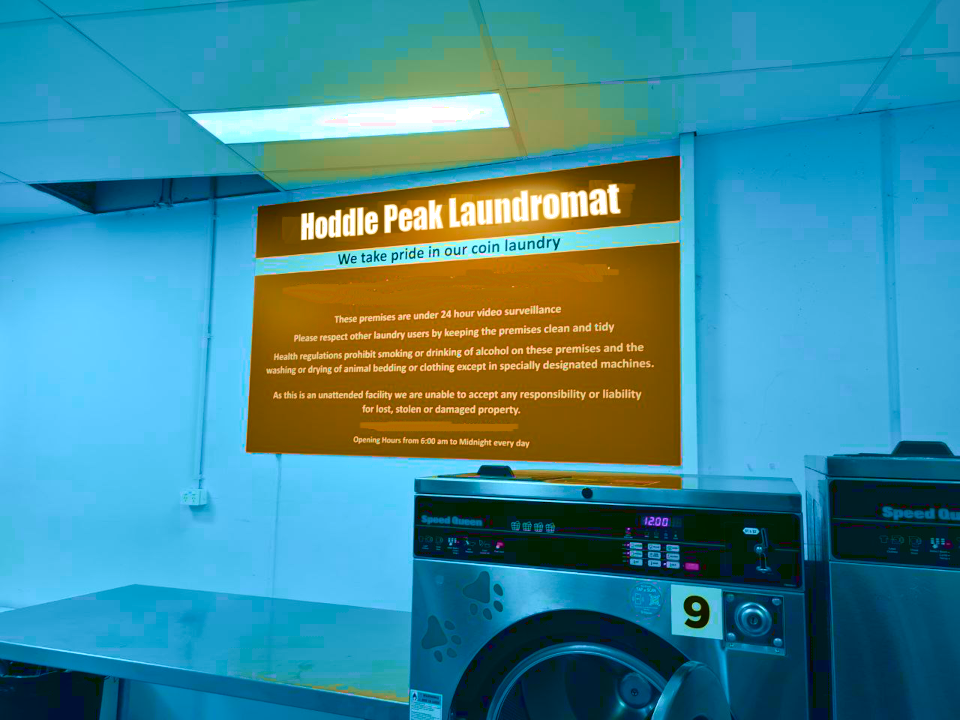 Hoddle Peak Laundromat
We take pride in our coin laundry
These premises are under 24 hour video surveillance
Please respect other laundry users by keeping the premises clean and tidy
Health regulations prohibit smoking or drinking of alcohol on these premises and the
washing or drying of animal bedding or clothing except in specially designated machines.
As this is an unattended facility we are unable to accept any responsibility or liability
for lost, stolen or damaged property.
Opening Hours from 6:00 am to Midnight every day
Speed Queen
12.00
9
Speed Qu